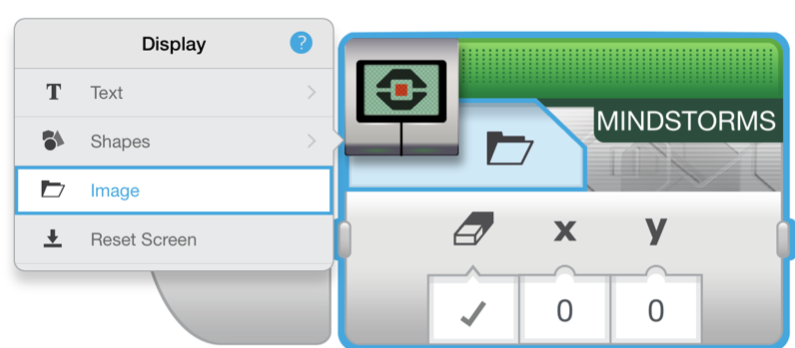 Display
?
T Text
Shapes
Image
Reset Screen
MINDSTORMS
x y
0 0